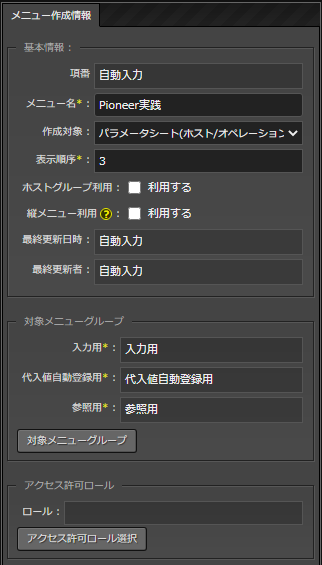 メニュー作成情報
基本情報：
項番 自動入力
メニュー名*： Pioneer実践
作成対象： パラメータシート(ホスト/オペレーション
表示順序*： 3
ホストグループ利用： 利用する
縦メニュー利用?： 利用する
最終更新日時： 自動入力
最終更新者： 自動入力
対象メニューグループ
入力用*： 入力用
代入値自動登録用*： 代入値自動登録用
参照用*： 参照用
対象メニューグループ
アクセス許可ロール
ロール：
アクセス許可ロール選択